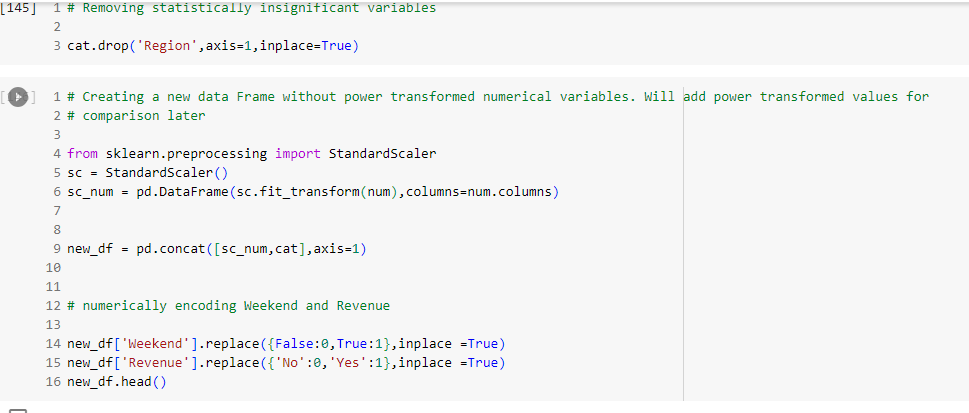 [145] 1 # Removing statistically insignificant variables
2
3 cat.drop('Region',axis=1,inplace=True)
[ ] 1 # Creating a new data Frame without power transformed numerical variables. Will add power transformed values for
2 # comparison later
3
4 from sklearn.preprocessing import StandardScaler
5 sc = StandardScaler()
6 sc_num = pd.DataFrame(sc.fit_transform(num),columns=num.columns)
7
8
9 new_df = pd.concat([sc_num,cat],axis=1)
10
11
12 # numerically encoding Weekend and Revenue
13
14 new_df['Weekend'].replace({False:0,True:1},inplace =True)
15 new_df['Revenue'].replace({'No':0,'Yes':1},inplace =True)
16 new_df.head()